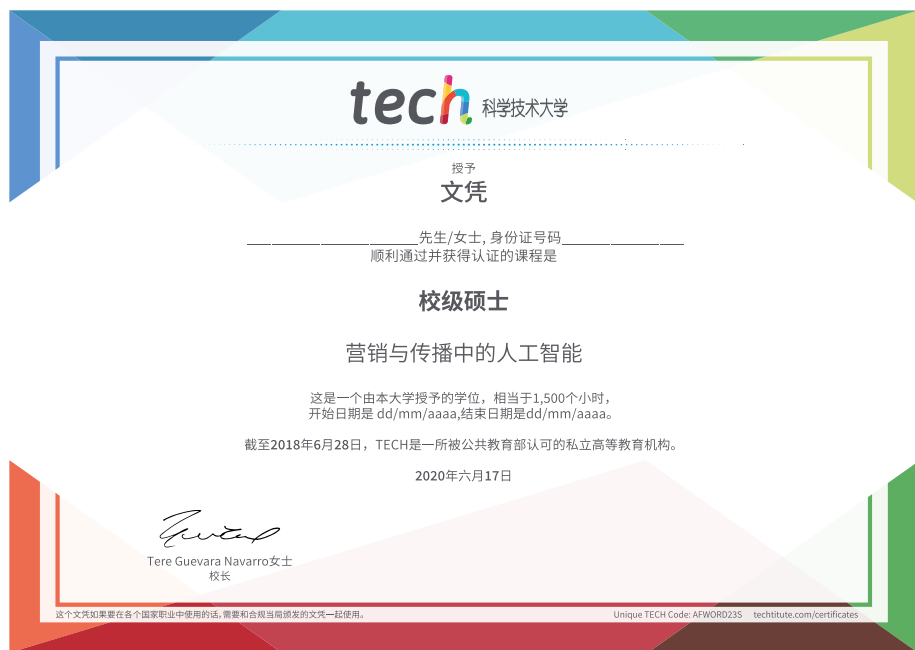 tech 科学技术大学
授予
文凭
先生/女士, 身份证号码
顺利通过并获得认证的课程是
校级硕士
营销与传播中的人工智能
这是一个由本大学授予的学位，相当于1,500个小时，
开始日期是 dd/mm/aaaa,结束日期是dd/mm/aaaa。
截至2018年6月28日，TECH是一所被公共教育部认可的私立高等教育机构。
2020年六月17日
Tere Guevara Navarro女士
校长
这个文凭如果要在各个国家职业中使用的话,需要和合规当局颁发的文凭一起使用。
Unique TECH Code: AFWORD23S techtitute.com/certificates